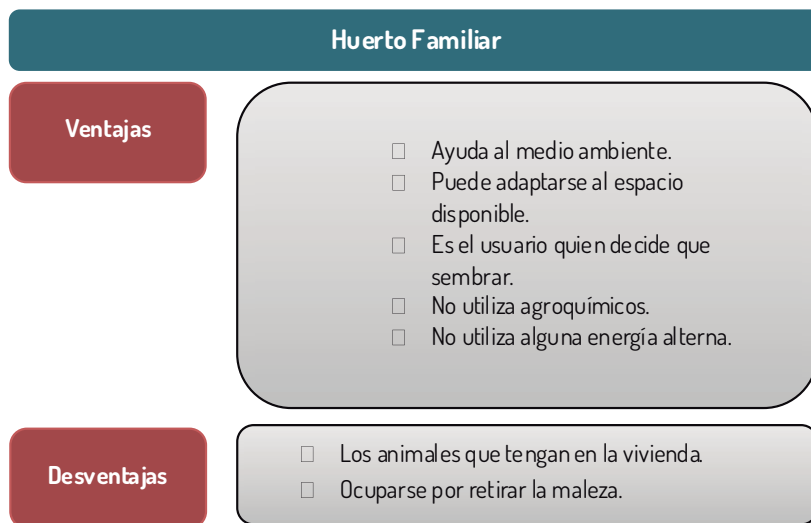 Huerto Familiar
Ventajas
□ Ayuda al medio ambiente.
□ Puede adaptarse al espacio
disponible.
□ Es el usuario quien decide que
sembrar.
□ No utiliza agroquímicos.
□ No utiliza alguna energía alterna.
Desventajas
□ Los animales que tengan en la vivienda.
□ Ocuparse por retirar la maleza.